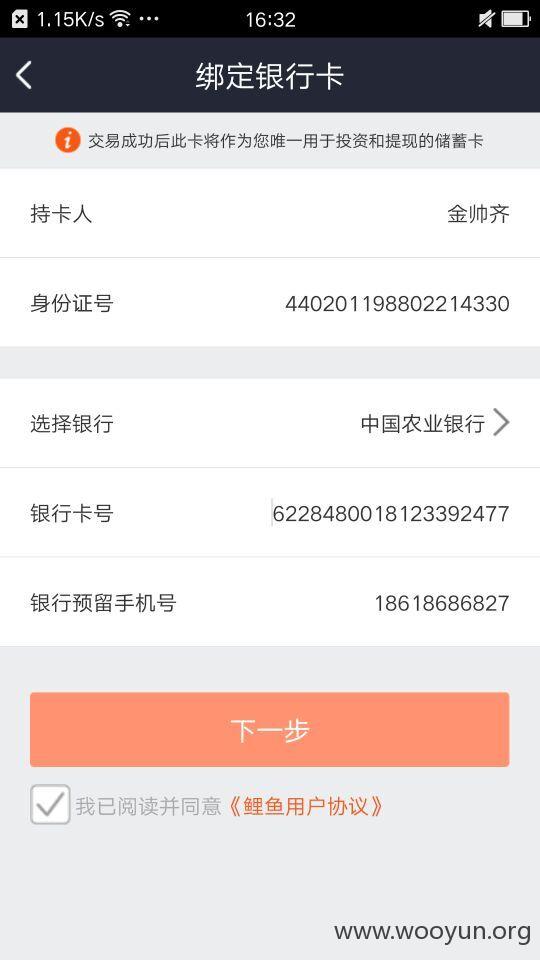 1.15K/s 16:32
绑定银行卡
交易成功后此卡将作为您唯一用于投资和提现的储蓄卡
持卡人 金帅齐
身份证号 440201198802214330
选择银行 中国农业银行
银行卡号 6228480018123392477
银行预留手机号 18618686827
下一步
我已阅读并同意《鲤鱼用户协议》
www.wooyun.org